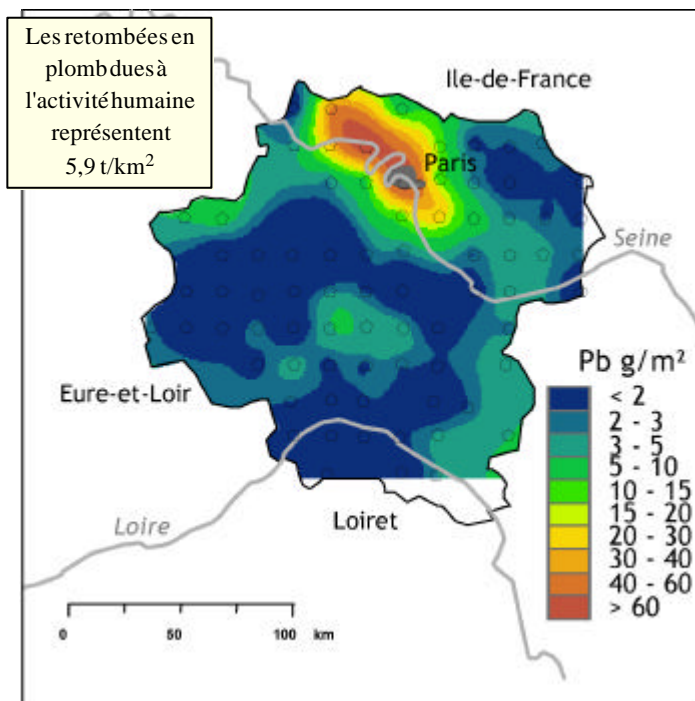 Les retombées en
plomb dues à
l'activité humaine
représentent
5,9 t/km²
Ile-de-France
Paris
Seine
Pb g/m²
< 2
2 - 3
3 - 5
5 - 10
10 - 15
15 - 20
20 - 30
30 - 40
40 - 60
> 60
Eure-et-Loir
Loire
Loiret
0 50 100 km